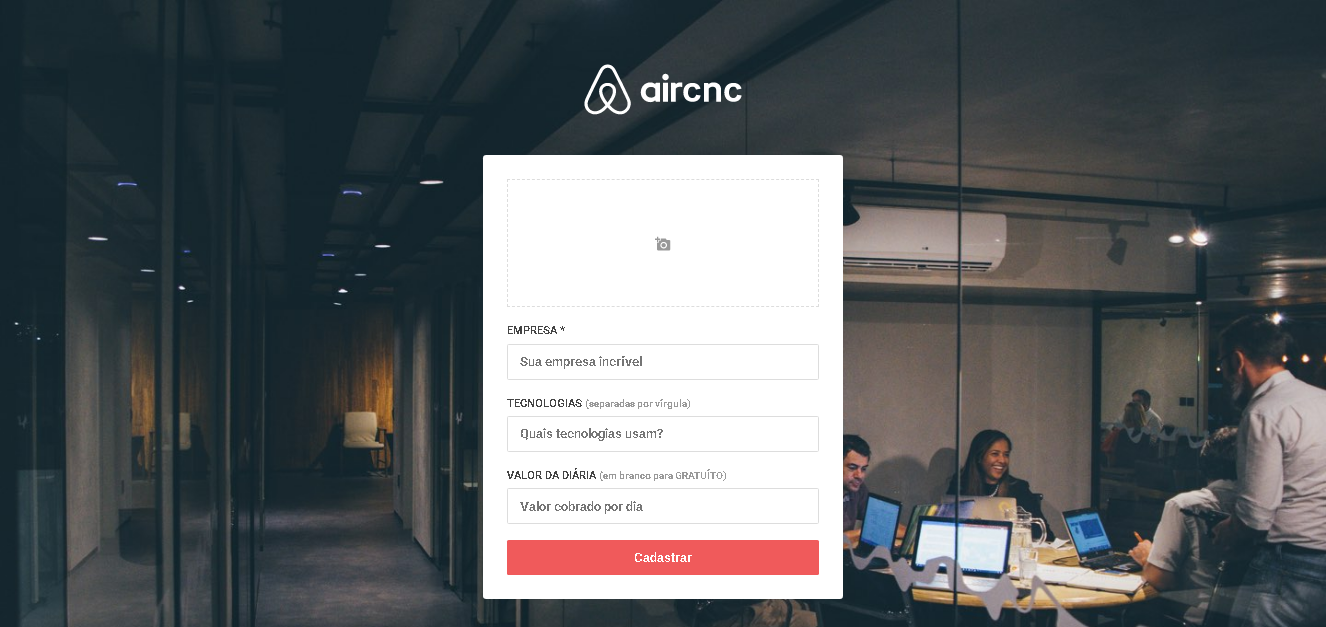 aircnc
EMPRESA *
Sua empresa incrível
TECNOLOGIAS (separadas por vírgula)
Quais tecnologias usam?
VALOR DA DIÁRIA (em branco para GRATUÍTO)
Valor cobrado por dia
Cadastrar